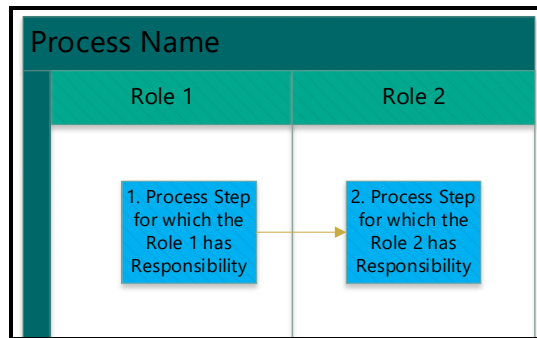 Process Name
Role 1
Role 2
1. Process Step
for which the
Role 1 has
Responsibility
2. Process Step
for which the
Role 2 has
Responsibility